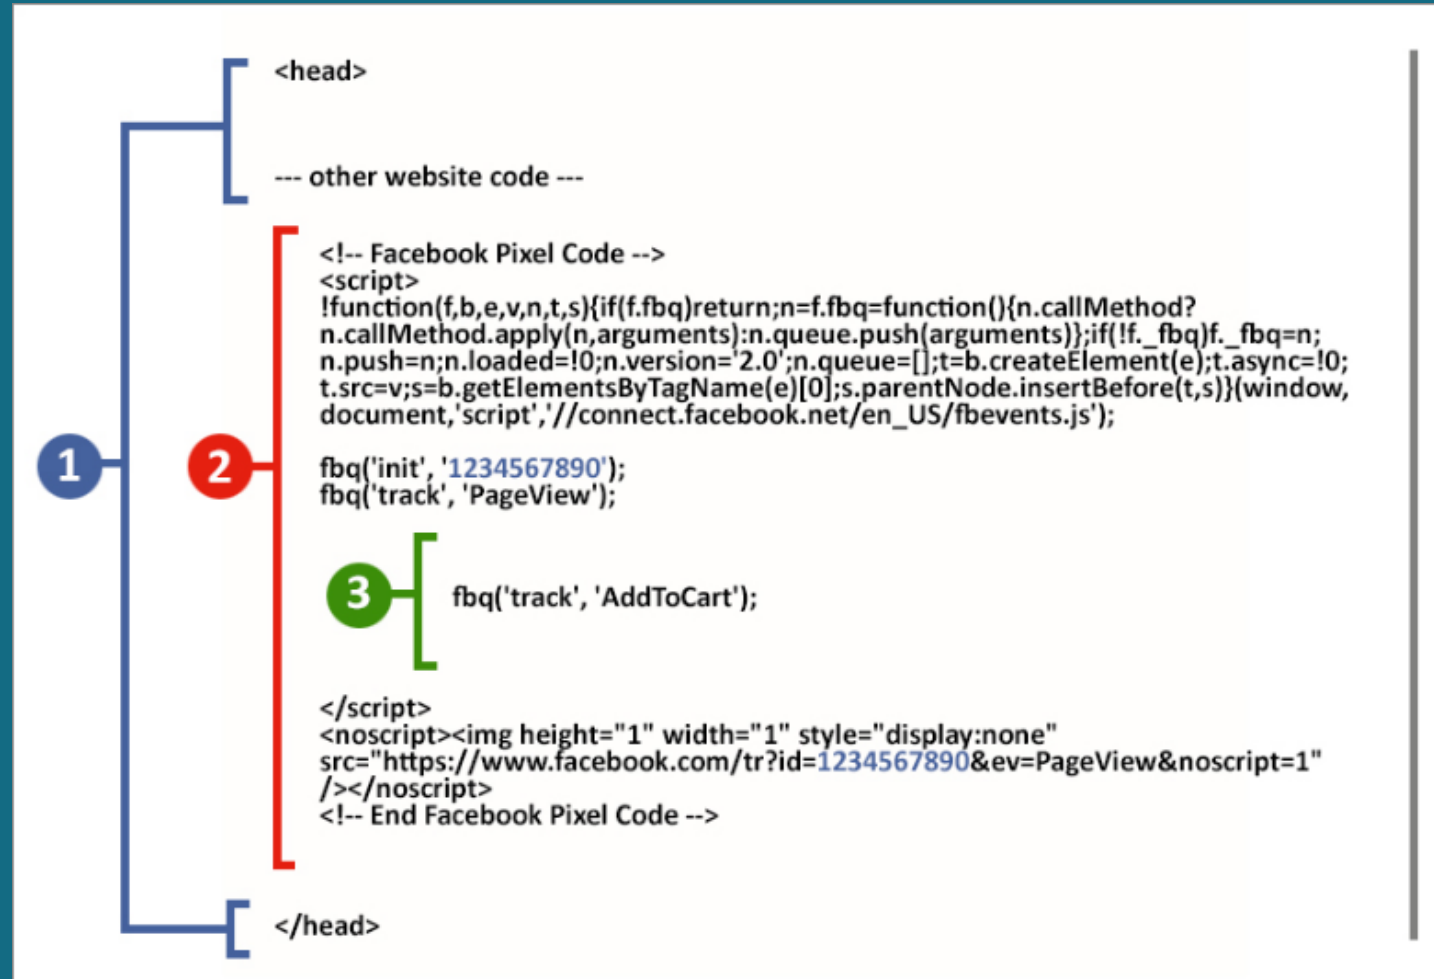 <head>
--- other website code ---
<!-- Facebook Pixel Code -->
<script>
!function(f,b,e,v,n,t,s){if(f.fbq)return;n=f.fbq=function(){n.callMethod?
n.callMethod.apply(n,arguments):n.queue.push(arguments)};if(!f._fbq)f._fbq=n;
n.push=n;n.loaded=!0;n.version='2.0';n.queue=[];t=b.createElement(e);t.async=!0;
t.src=v;s=b.getElementsByTagName(e)[0];s.parentNode.insertBefore(t,s)}(window,
document,'script','//connect.facebook.net/en_US/fbevents.js');
1
2
fbq('init', '1234567890');
fbq('track', 'PageView');
3
fbq('track', 'AddToCart');
</script>
<noscript><img height="1" width="1" style="display:none"
src="https://www.facebook.com/tr?id=1234567890&ev=PageView&noscript=1"
/></noscript>
<!-- End Facebook Pixel Code -->
</head>